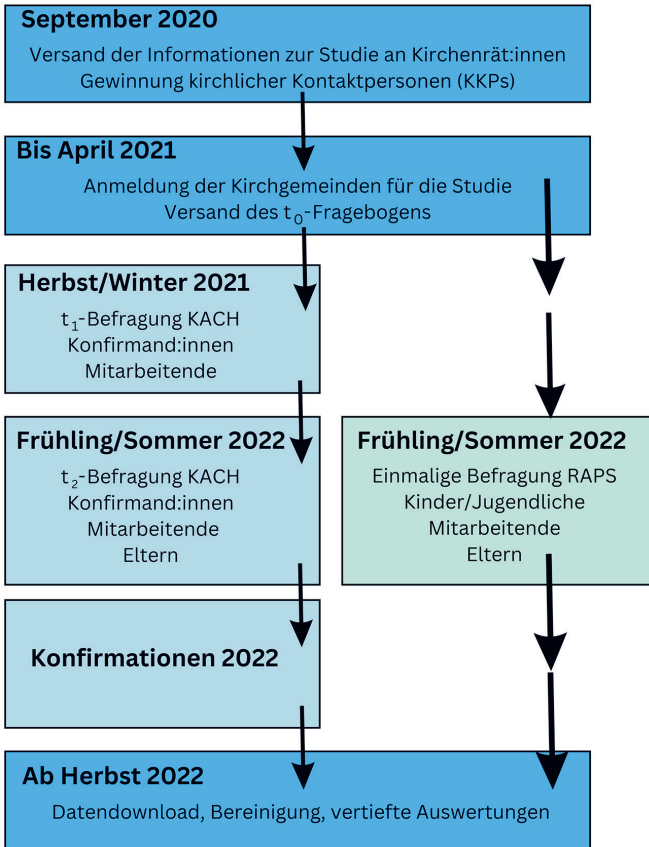 September 2020
Versand der Informationen zur Studie an Kirchenrät:innen
Gewinnung kirchlicher Kontaktpersonen (KKPs)
Bis April 2021
Anmeldung der Kirchgemeinden für die Studie
Versand des t₀-Fragebogens
Herbst/Winter 2021
t₁-Befragung KACH
Konfirmand:innen
Mitarbeitende
Frühling/Sommer 2022
t₂-Befragung KACH
Konfirmand:innen
Mitarbeitende
Eltern
Frühling/Sommer 2022
Einmalige Befragung RAPS
Kinder/Jugendliche
Mitarbeitende
Eltern
Konfirmationen 2022
Ab Herbst 2022
Datendownload, Bereinigung, vertiefte Auswertungen